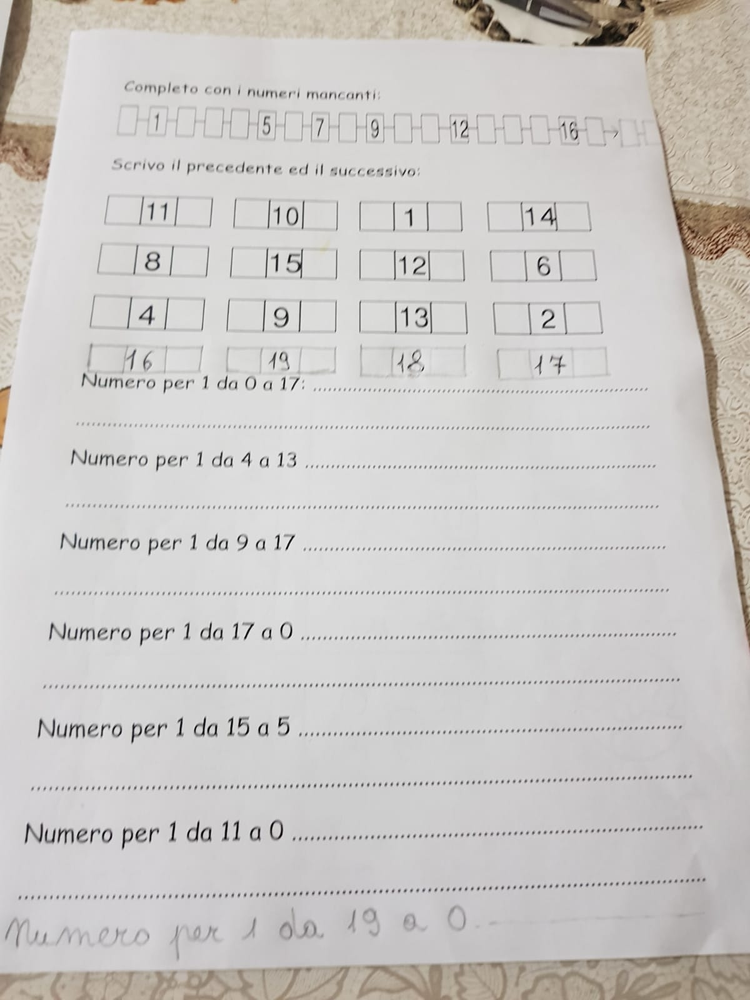 Completo con i numeri mancanti:
1 5 7 9 12 16
Scrivo il precedente ed il successivo:
11 10 1 14
8 15 12 6
4 9 13 2
16 19 18 17
Numero per 1 da 0 a 17: ........................................................................
........................................................................
Numero per 1 da 4 a 13 ........................................................................
........................................................................
Numero per 1 da 9 a 17 ........................................................................
........................................................................
Numero per 1 da 17 a 0 ........................................................................
........................................................................
Numero per 1 da 15 a 5 ........................................................................
........................................................................
Numero per 1 da 11 a 0 ........................................................................
........................................................................
Numero per 1 da 19 a 0.